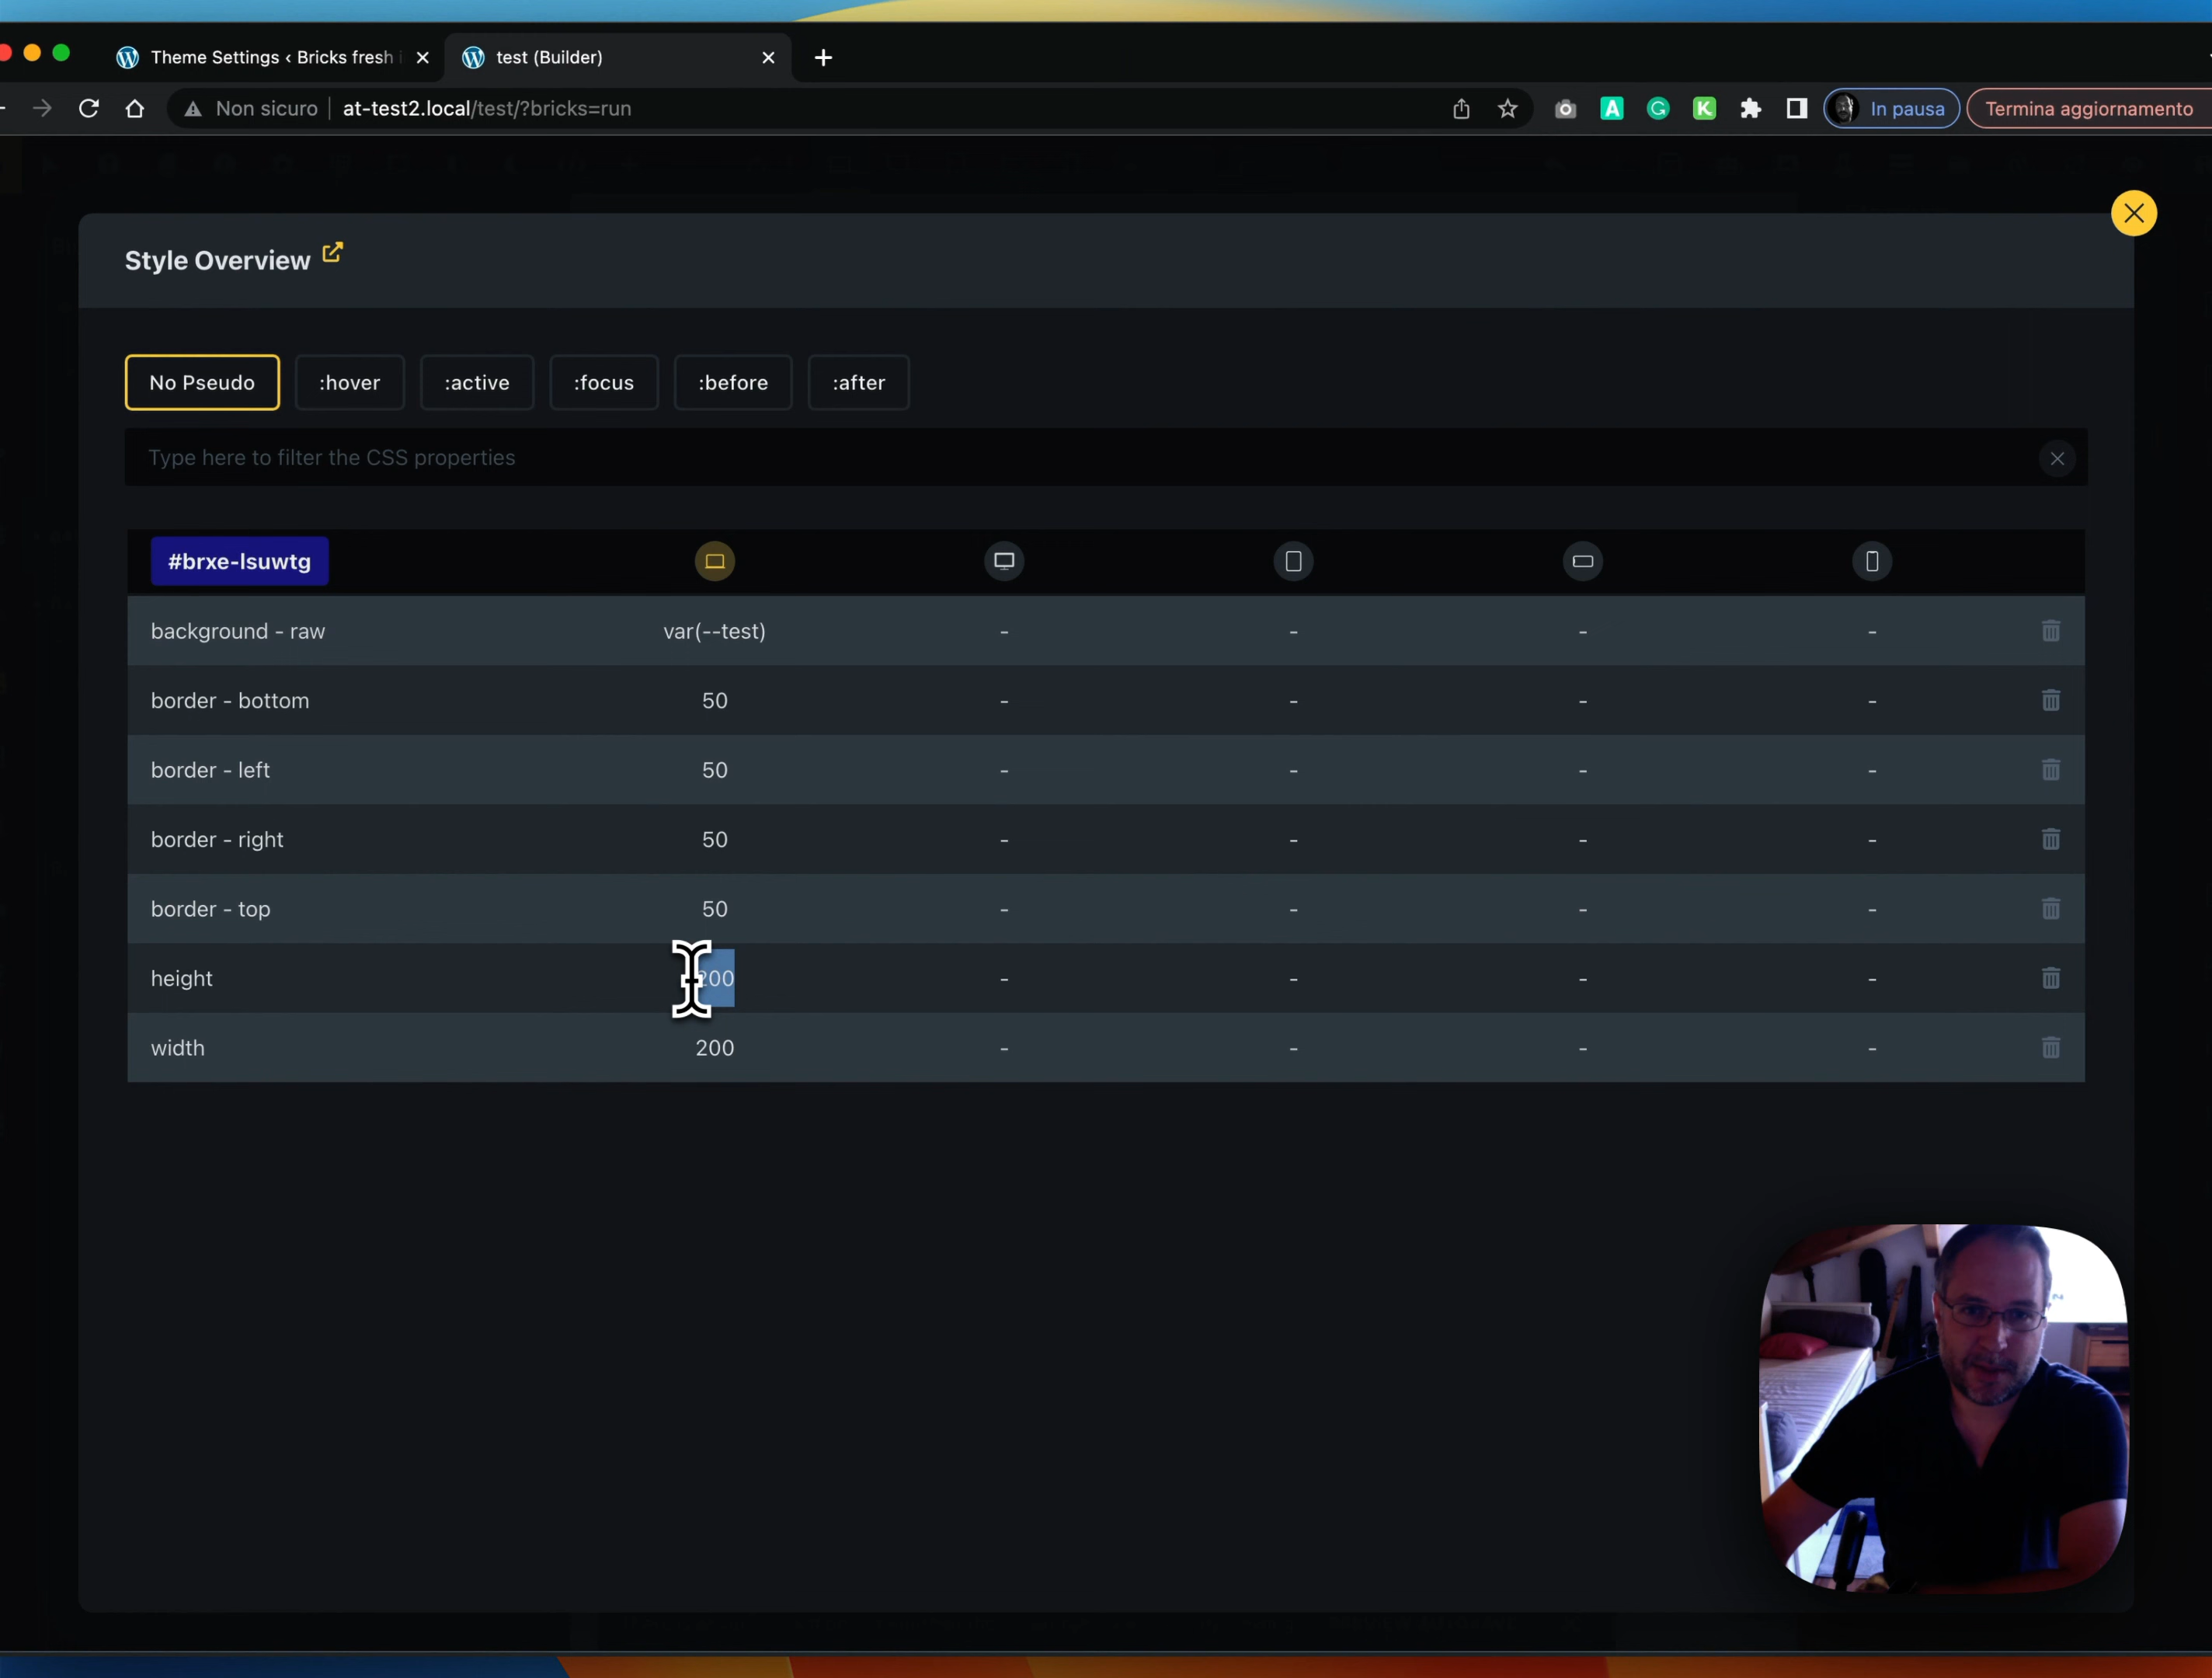 Theme Settings ‹ Bricks fresh
test (Builder)
Non sicuro
at-test2.local/test/?bricks=run
In pausa
Termina aggiornamento
Style Overview
No Pseudo
:hover
:active
:focus
:before
:after
Type here to filter the CSS properties
#brxe-lsuwtg
background - raw var(--test) - - - -
border - bottom 50 - - - -
border - left 50 - - - -
border - right 50 - - - -
border - top 50 - - - -
height 200 - - - -
width 200 - - - -